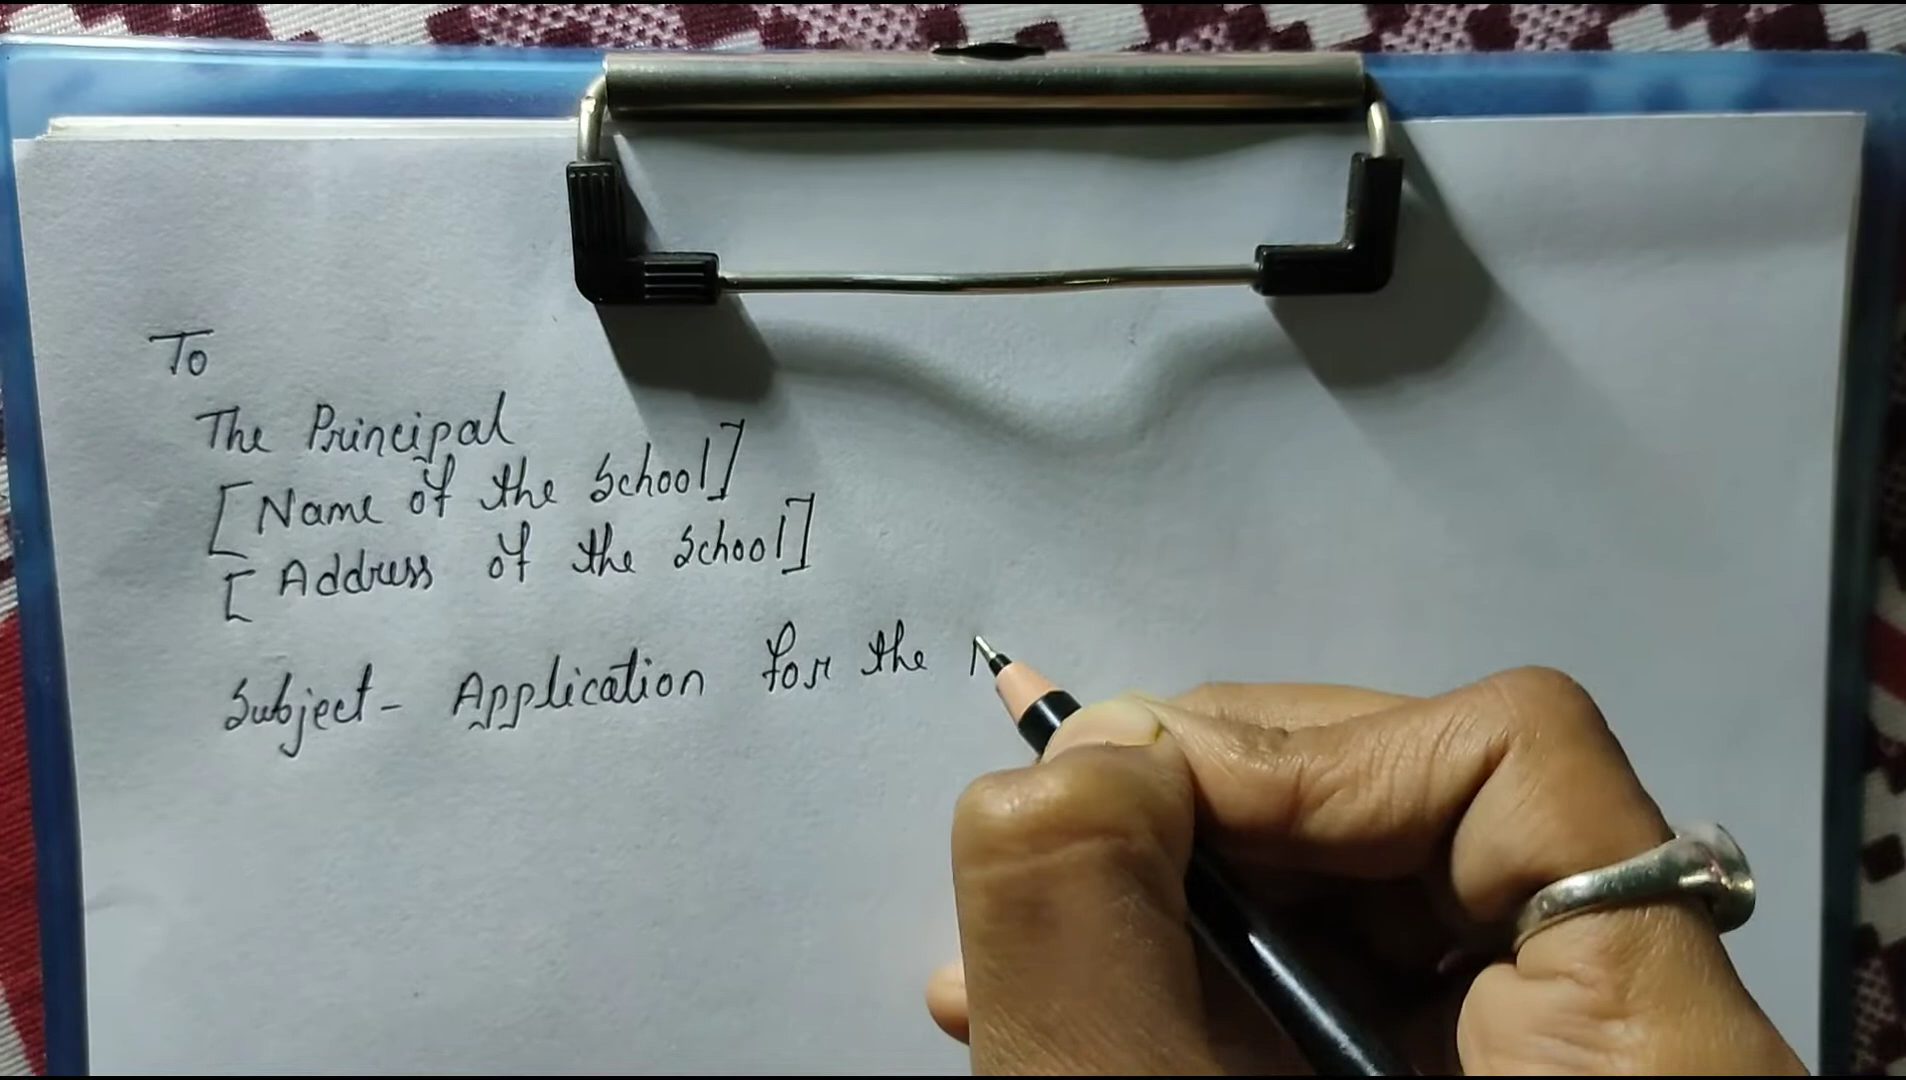 To
The Principal
[Name of the School]
[Address of the School]
Subject- Application for the